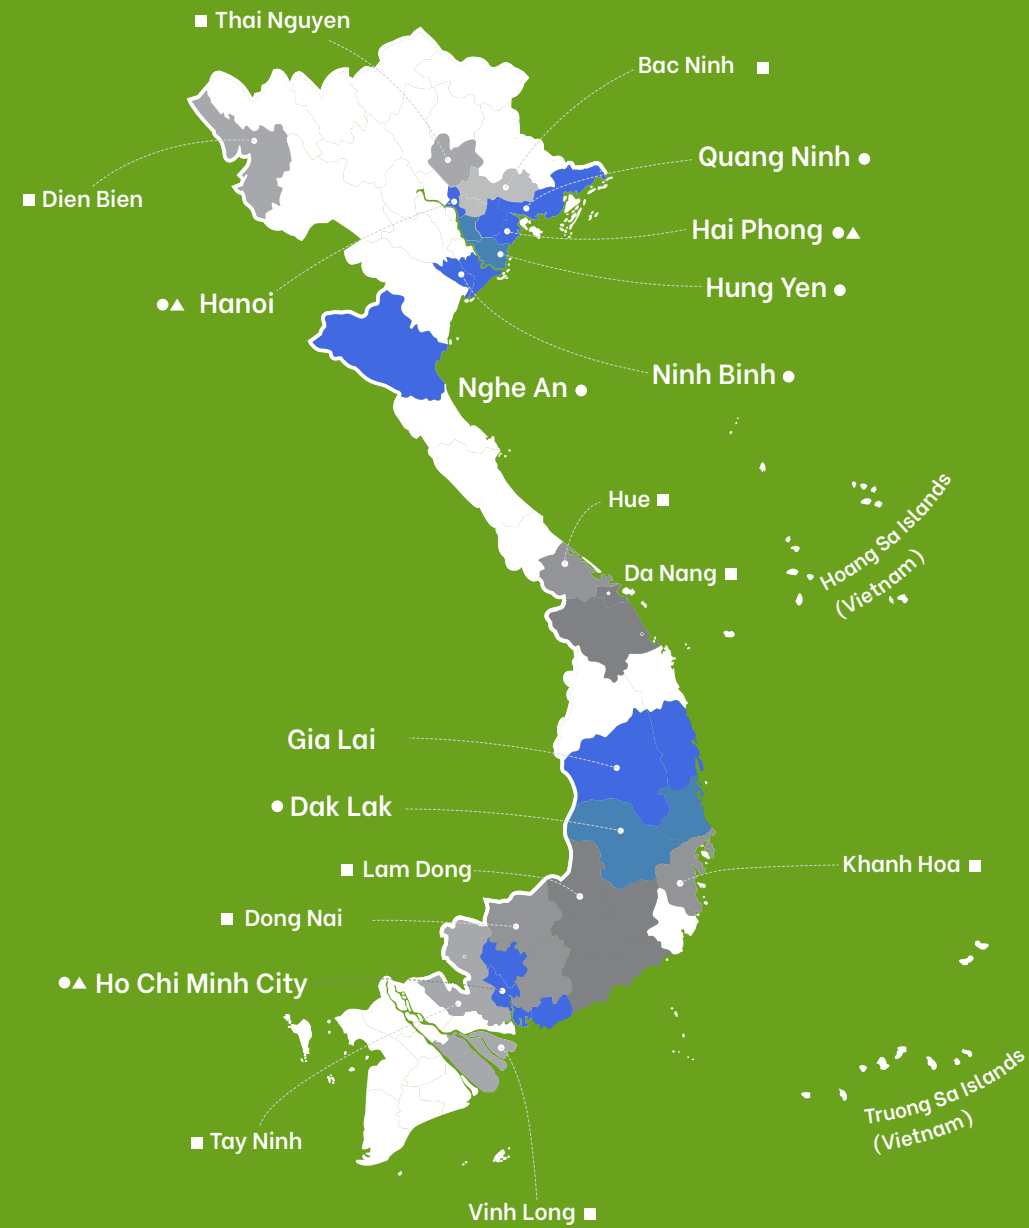 Thai Nguyen
Bac Ninh
Quang Ninh
Dien Bien
Hai Phong
Hung Yen
Hanoi
Ninh Binh
Nghe An
Hue
Hoang Sa Islands
(Vietnam)
Da Nang
Gia Lai
Dak Lak
Lam Dong
Khanh Hoa
Dong Nai
Ho Chi Minh City
Truong Sa Islands
(Vietnam)
Tay Ninh
Vinh Long